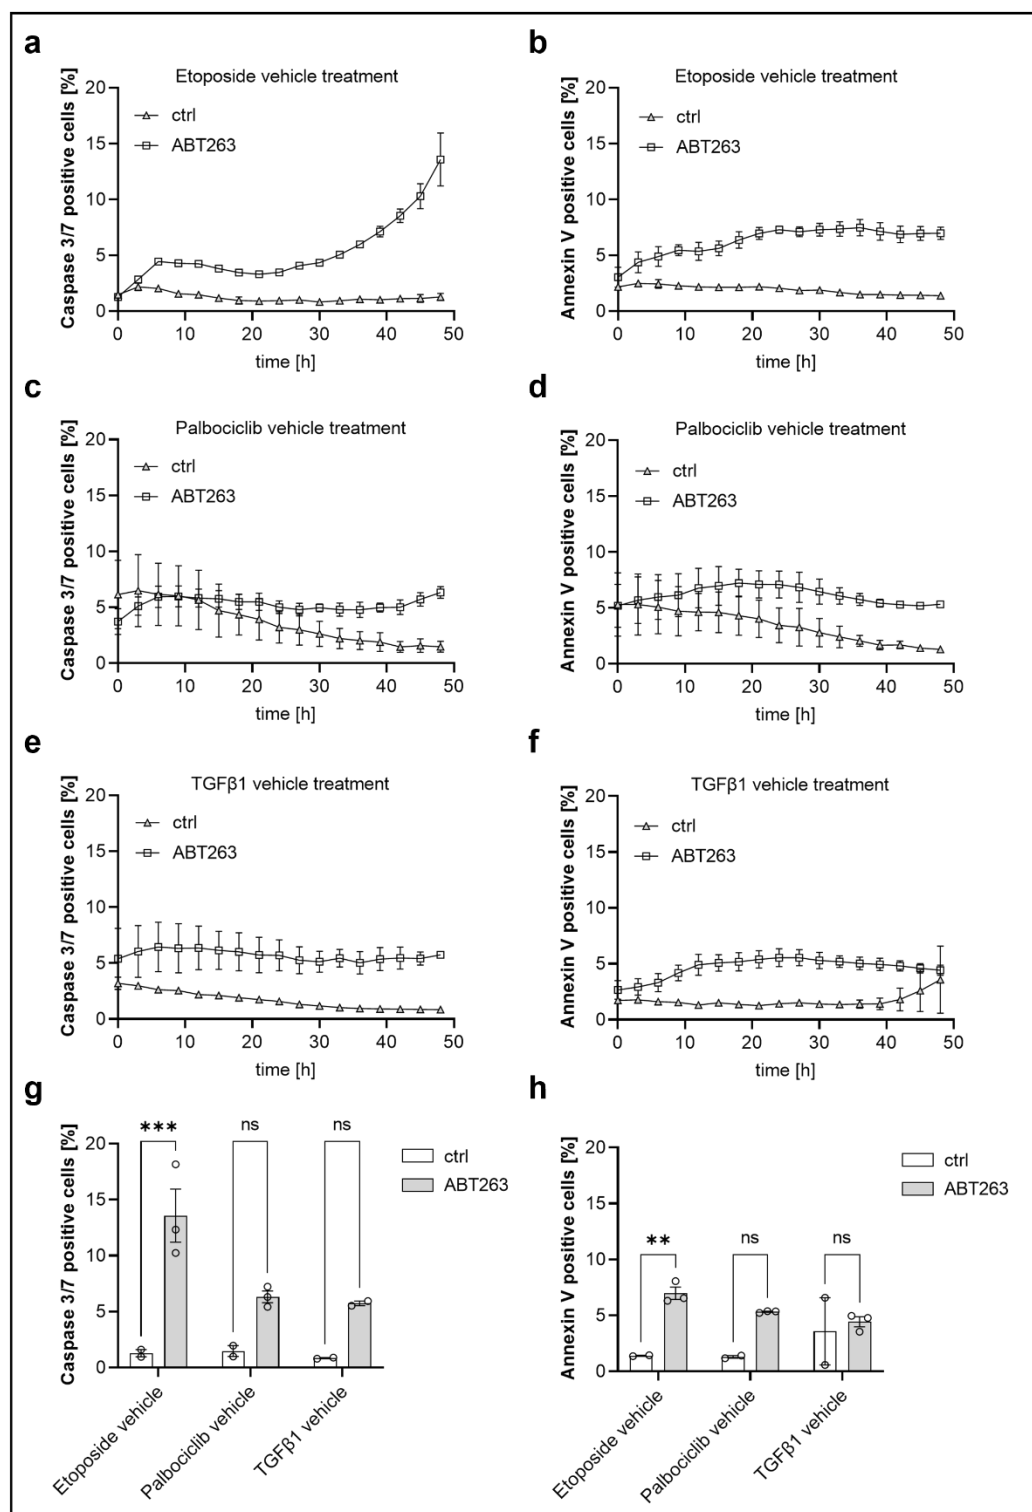 a
Etoposide vehicle treatment
Caspase 3/7 positive cells [%]
20
15
10
5
0
ctrl
ABT263
0 10 20 30 40 50
time [h]
b
Etoposide vehicle treatment
Annexin V positive cells [%]
20
15
10
5
0
ctrl
ABT263
0 10 20 30 40 50
time [h]
c
Palbociclib vehicle treatment
Caspase 3/7 positive cells [%]
20
15
10
5
0
ctrl
ABT263
0 10 20 30 40 50
time [h]
d
Palbociclib vehicle treatment
Annexin V positive cells [%]
20
15
10
5
0
ctrl
ABT263
0 10 20 30 40 50
time [h]
e
TGFβ1 vehicle treatment
Caspase 3/7 positive cells [%]
20
15
10
5
0
ctrl
ABT263
0 10 20 30 40 50
time [h]
f
TGFβ1 vehicle treatment
Annexin V positive cells [%]
20
15
10
5
0
ctrl
ABT263
0 10 20 30 40 50
time [h]
g
Caspase 3/7 positive cells [%]
20
15
10
5
0
*** ns ns
ctrl
ABT263
Etoposide vehicle
Palbociclib vehicle
TGFβ1 vehicle
h
Annexin V positive cells [%]
20
15
10
5
0
** ns ns
ctrl
ABT263
Etoposide vehicle
Palbociclib vehicle
TGFβ1 vehicle